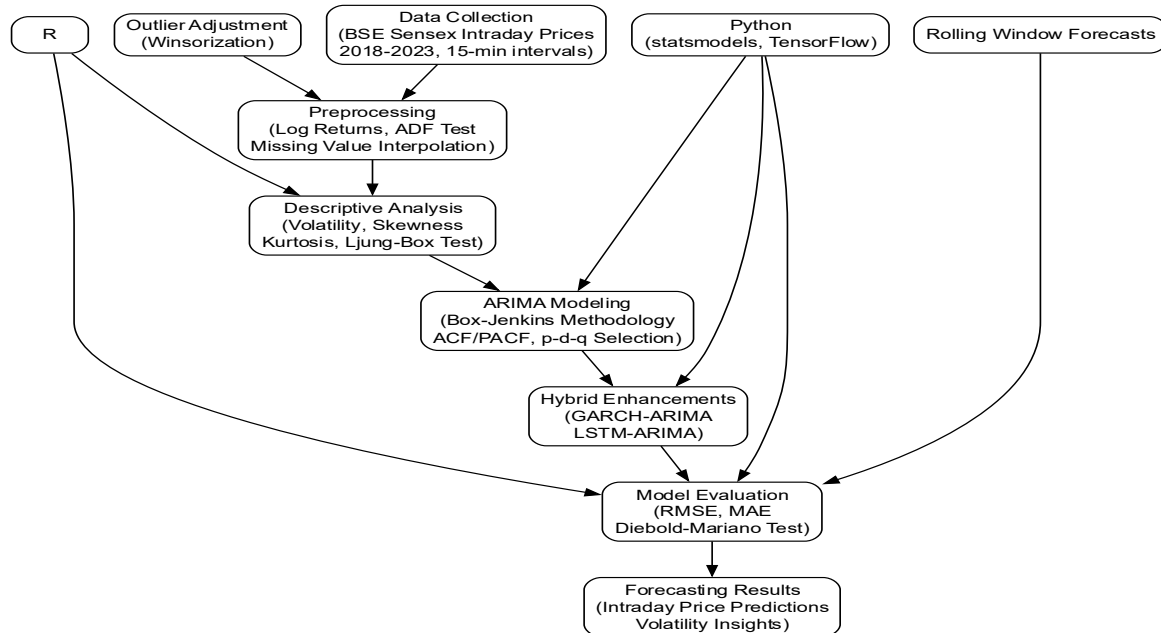 R
Outlier Adjustment
(Winsorization)
Data Collection
(BSE Sensex Intraday Prices
2018-2023, 15-min intervals)
Python
(statsmodels, TensorFlow)
Rolling Window Forecasts
Preprocessing
(Log Returns, ADF Test
Missing Value Interpolation)
Descriptive Analysis
(Volatility, Skewness
Kurtosis, Ljung-Box Test)
ARIMA Modeling
(Box-Jenkins Methodology
ACF/PACF, p-d-q Selection)
Hybrid Enhancements
(GARCH-ARIMA
LSTM-ARIMA)
Model Evaluation
(RMSE, MAE
Diebold-Mariano Test)
Forecasting Results
(Intraday Price Predictions
Volatility Insights)